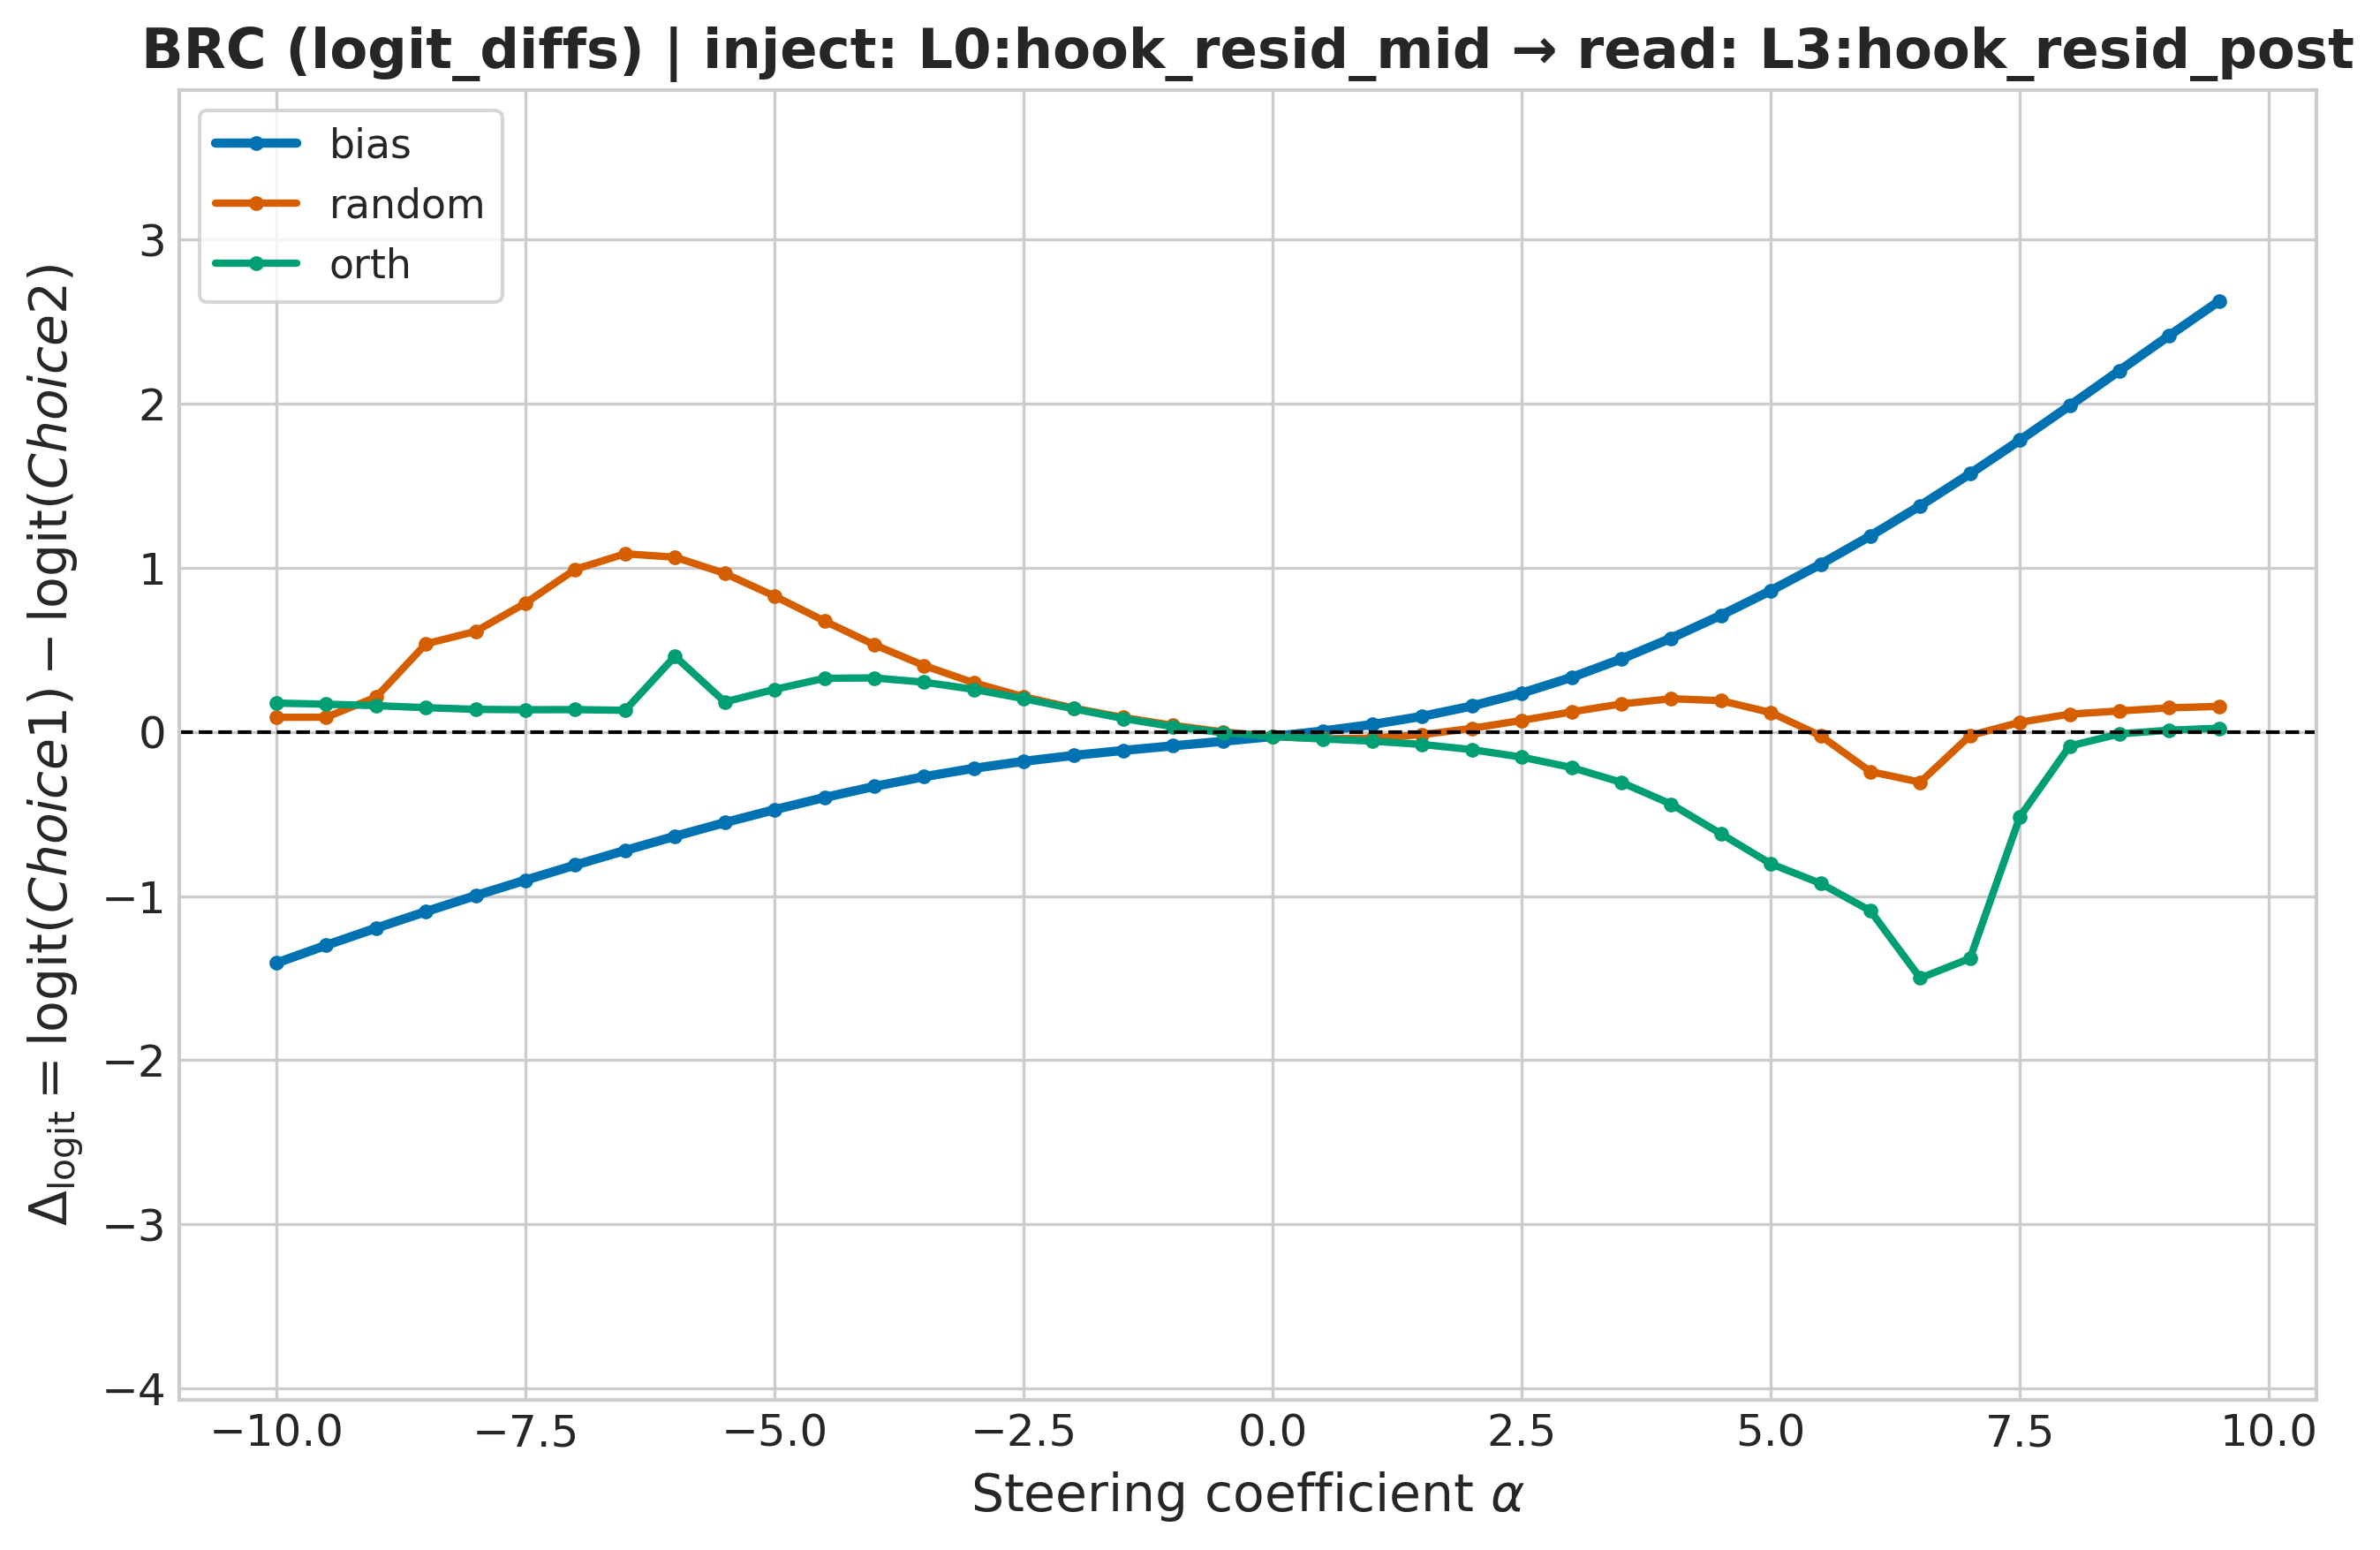 BRC (logit_diffs) | inject: L0:hook_resid_mid → read: L3:hook_resid_post
bias
random
orth
Δlogit = logit(Choice1) − logit(Choice2)
3
2
1
0
−1
−2
−3
−4
−10.0 −7.5 −5.0 −2.5 0.0 2.5 5.0 7.5 10.0
Steering coefficient α